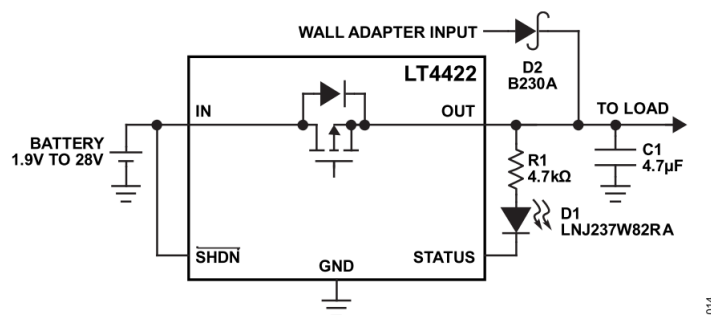 WALL ADAPTER INPUT
D2
B230A
LT4422
IN
OUT
TO LOAD
BATTERY
1.9V TO 28V
R1
4.7kΩ
C1
4.7µF
D1
LNJ237W82RA
SHDN
GND
STATUS
014